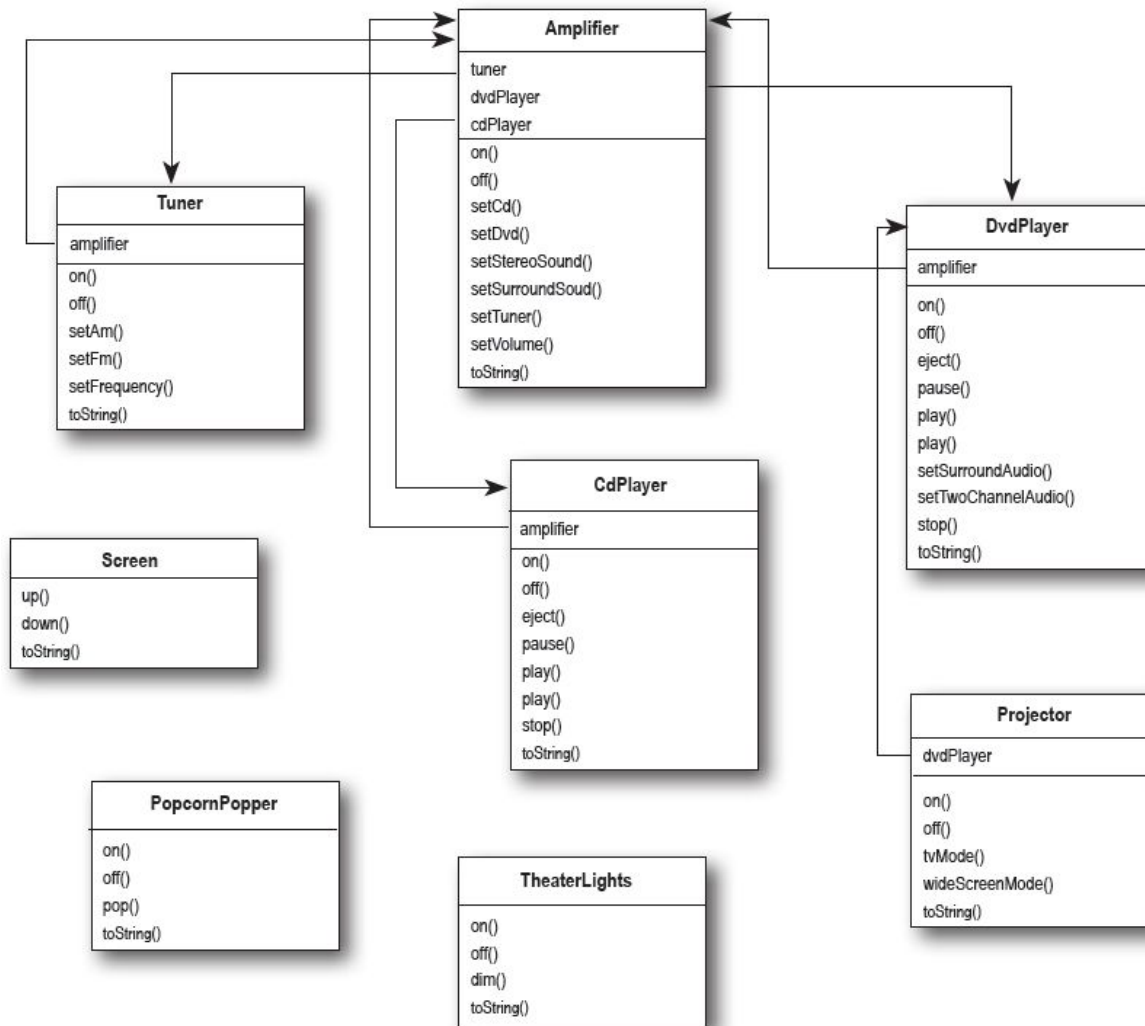 Amplifier
tuner
dvdPlayer
cdPlayer
on()
off()
setCd()
setDvd()
setStereoSound()
setSurroundSoud()
setTuner()
setVolume()
toString()
Tuner
amplifier
on()
off()
setAm()
setFm()
setFrequency()
toString()
DvdPlayer
amplifier
on()
off()
eject()
pause()
play()
play()
setSurroundAudio()
setTwoChannelAudio()
stop()
toString()
CdPlayer
amplifier
on()
off()
eject()
pause()
play()
play()
stop()
toString()
Screen
up()
down()
toString()
Projector
dvdPlayer
on()
off()
tvMode()
wideScreenMode()
toString()
PopcornPopper
on()
off()
pop()
toString()
TheaterLights
on()
off()
dim()
toString()